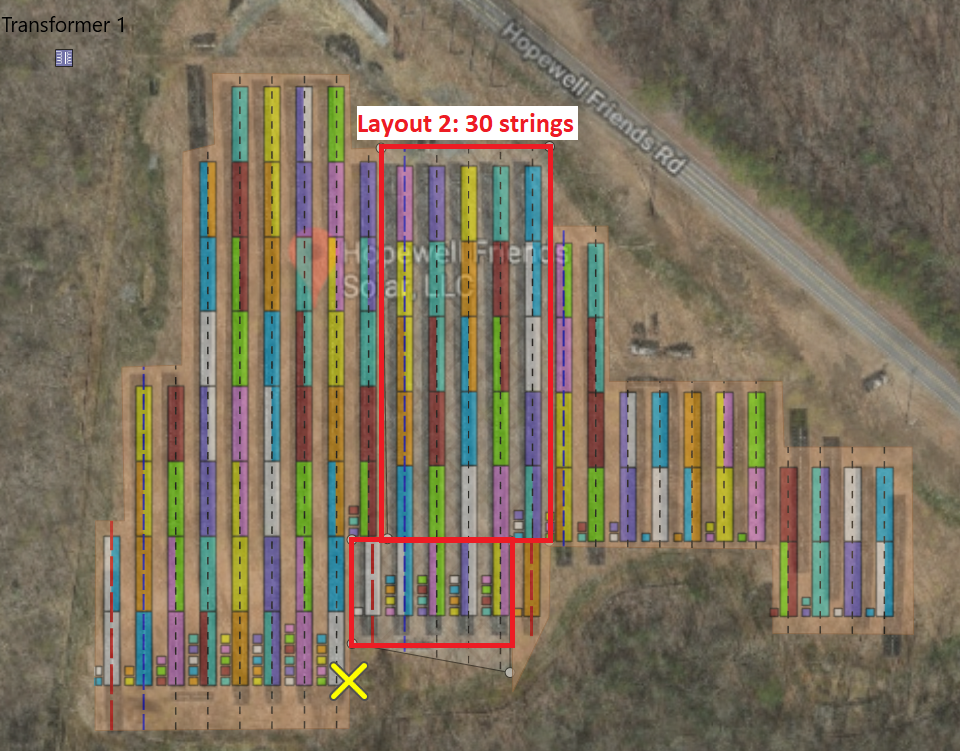 Transformer 1
Hopewell Friends Rd
Layout 2: 30 strings
Hopewell Friends
Solar, LLC